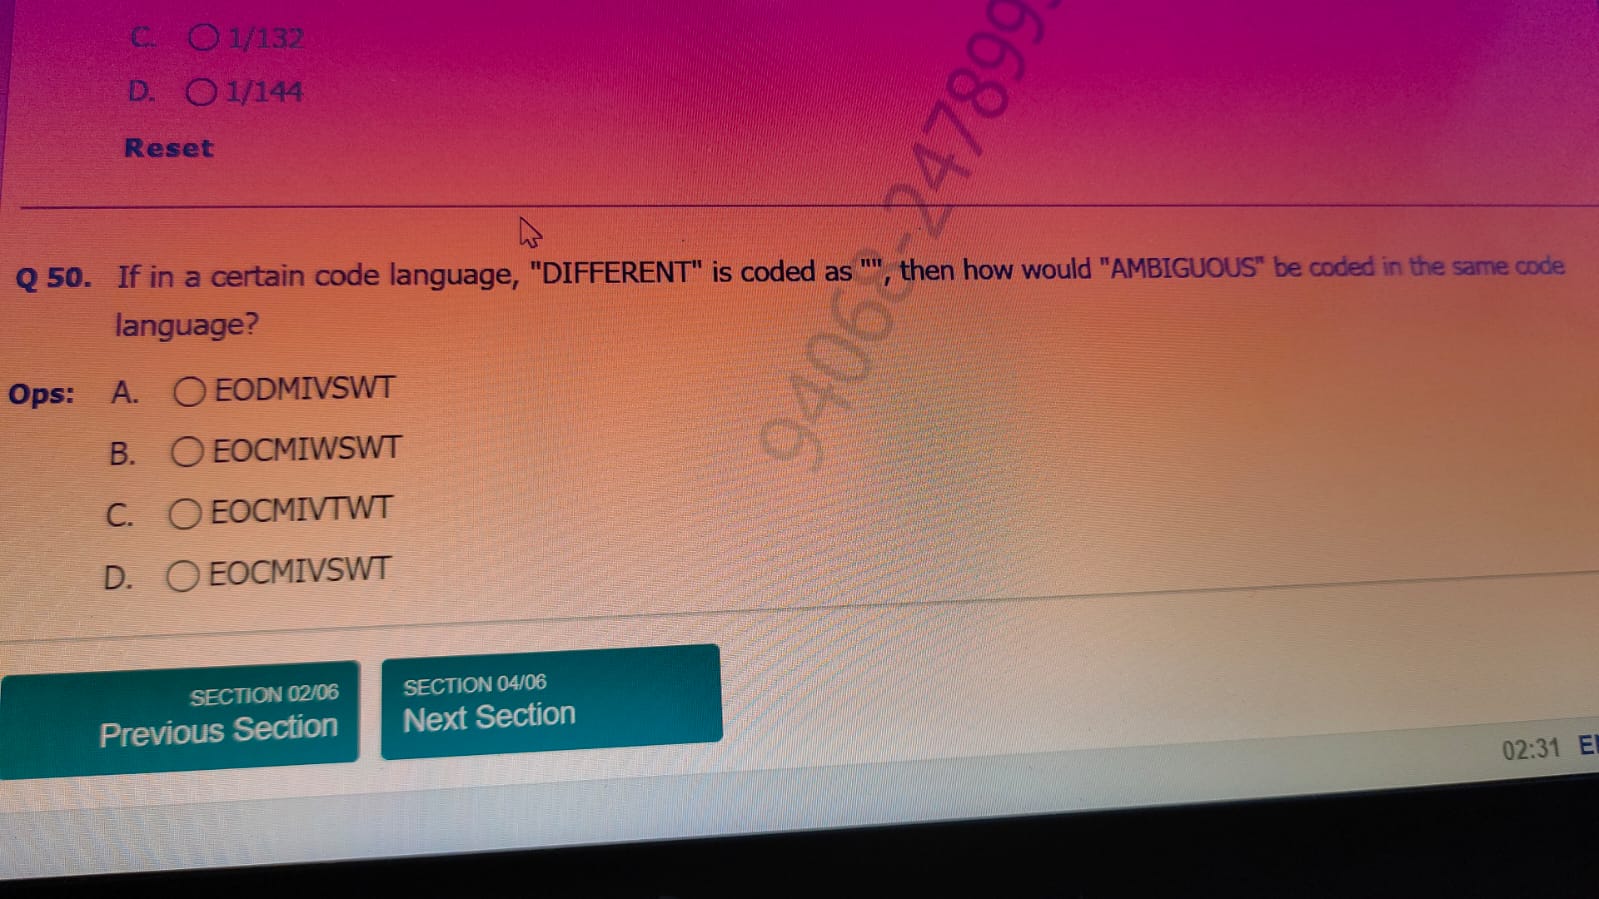 C. 1/132
D. 1/144
Reset
Q 50. If in a certain code language, "DIFFERENT" is coded as "", then how would "AMBIGUOUS" be coded in the same code
language?
Ops: A. EODMIVSWT
B. EOCMIWSWT
C. EOCMIVTWT
D. EOCMIVSWT
SECTION 02/06
Previous Section
SECTION 04/06
Next Section
02:31
94068-247899